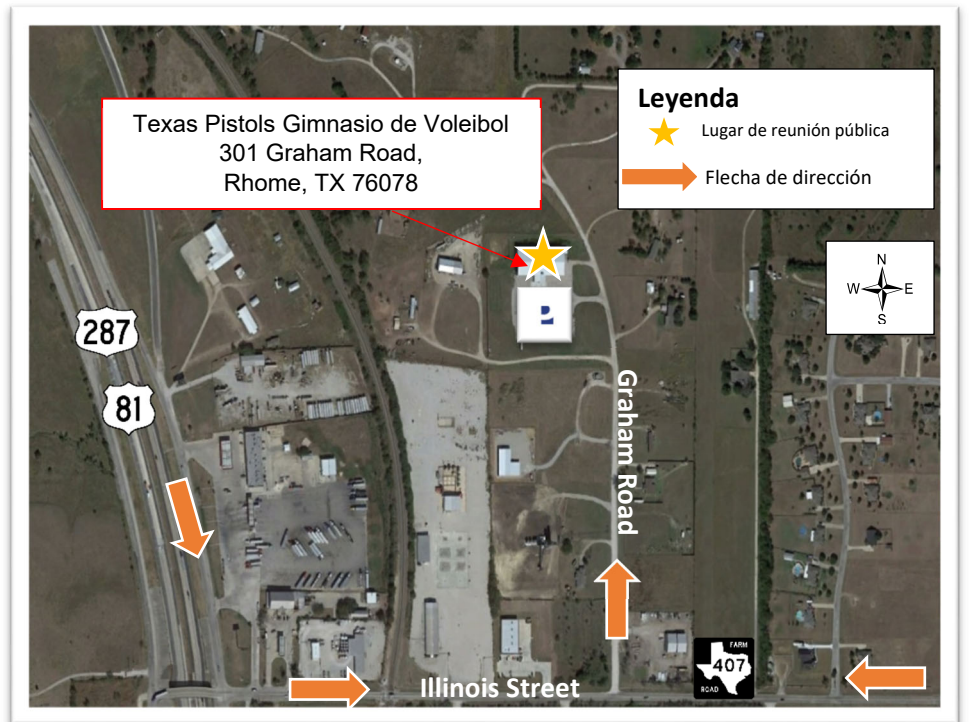 Texas Pistols Gimnasio de Voleibol
301 Graham Road,
Rhome, TX 76078
Leyenda
Lugar de reunión pública
Flecha de dirección
N
W E
S
287
81
Graham Road
FARM
407
ROAD
Illinois Street